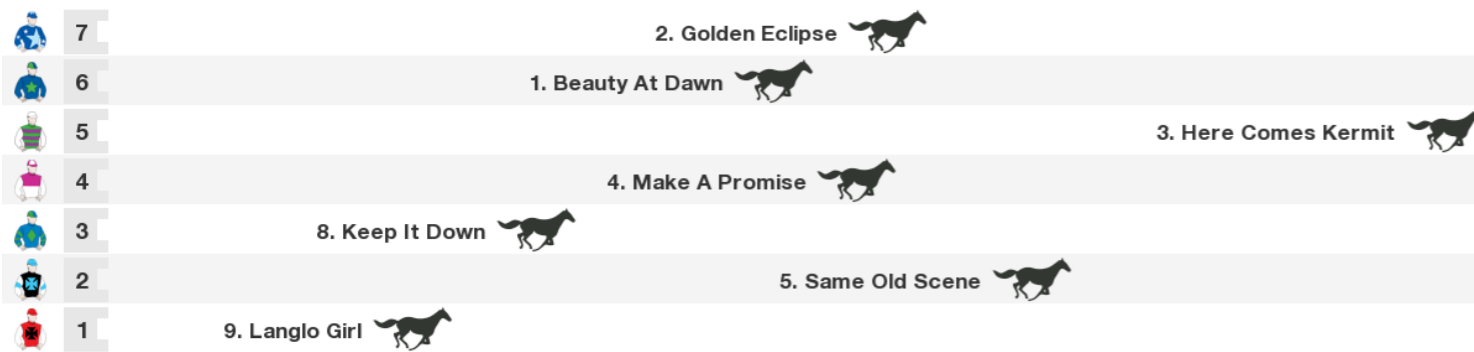 7 2. Golden Eclipse
6 1. Beauty At Dawn
5 3. Here Comes Kermit
4 4. Make A Promise
3 8. Keep It Down
2 5. Same Old Scene
1 9. Langlo Girl